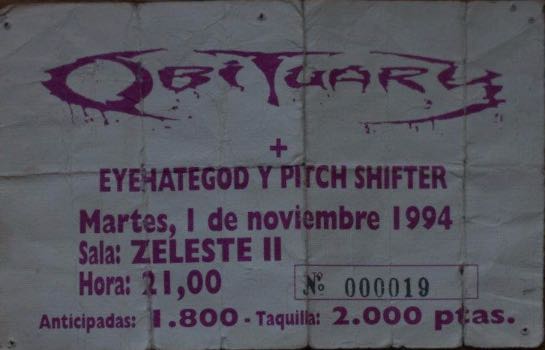 OBITUARY
+
EYEHATEGOD Y PITCH SHIFTER
Martes, 1 de noviembre 1994
Sala: ZELESTE II
Hora: 21,00
Nº 000019
Anticipadas: 1.800 - Taquilla: 2.000 ptas.